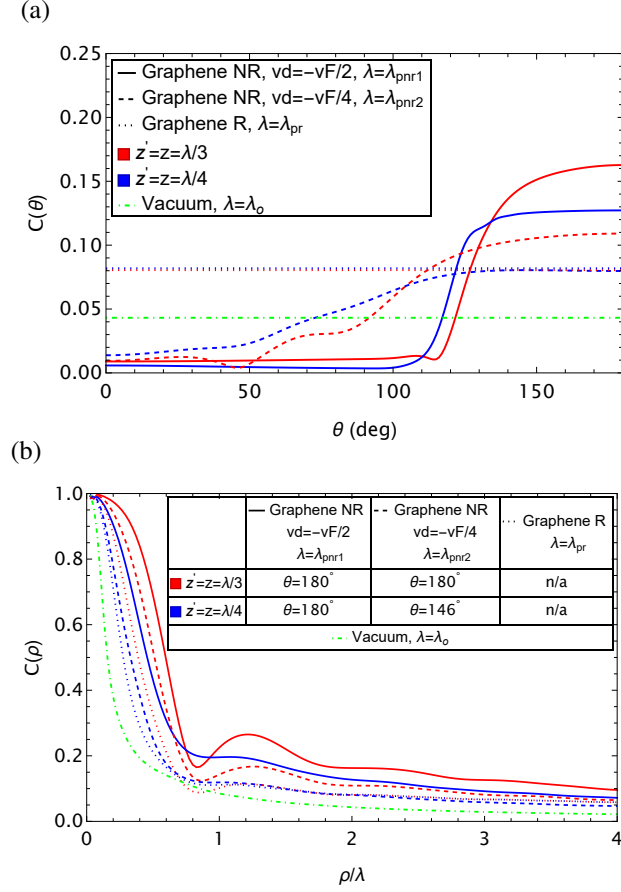 (a)
0.25
0.20
0.15
0.10
0.05
0.00
C(θ)
Graphene NR, vd=−vF/2, λ=λpnr1
Graphene NR, vd=−vF/4, λ=λpnr2
Graphene R, λ=λpr
z'=z=λ/3
z'=z=λ/4
Vacuum, λ=λo
0 50 100 150
θ (deg)
(b)
1.0
0.8
0.6
0.4
0.2
0.0
C(ρ)
Graphene NR Graphene NR Graphene R
vd=−vF/2 vd=−vF/4 λ=λpr
λ=λpnr1 λ=λpnr2
z'=z=λ/3 θ=180° θ=180° n/a
z'=z=λ/4 θ=180° θ=146° n/a
Vacuum, λ=λo
0 1 2 3 4
ρ/λ